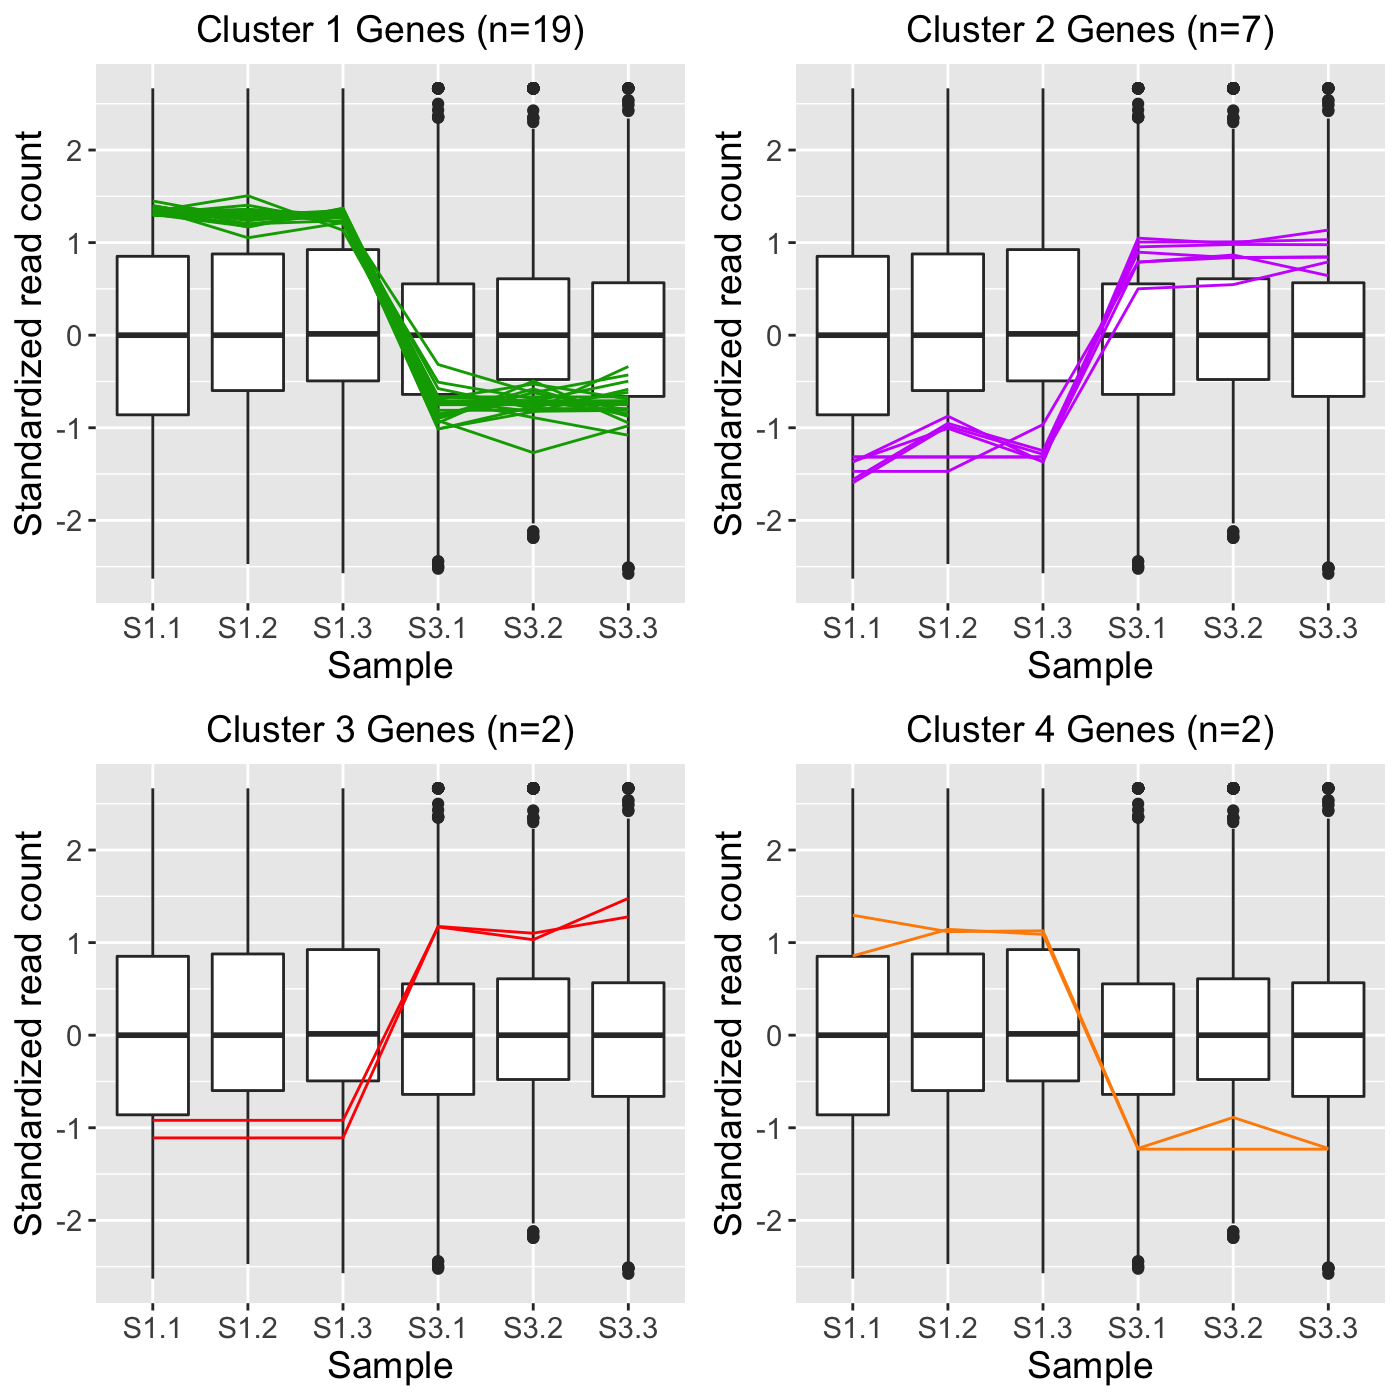 Cluster 1 Genes (n=19)
Standardized read count
2
1
0
-1
-2
S1.1 S1.2 S1.3 S3.1 S3.2 S3.3
Sample
Cluster 2 Genes (n=7)
Standardized read count
2
1
0
-1
-2
S1.1 S1.2 S1.3 S3.1 S3.2 S3.3
Sample
Cluster 3 Genes (n=2)
Standardized read count
2
1
0
-1
-2
S1.1 S1.2 S1.3 S3.1 S3.2 S3.3
Sample
Cluster 4 Genes (n=2)
Standardized read count
2
1
0
-1
-2
S1.1 S1.2 S1.3 S3.1 S3.2 S3.3
Sample